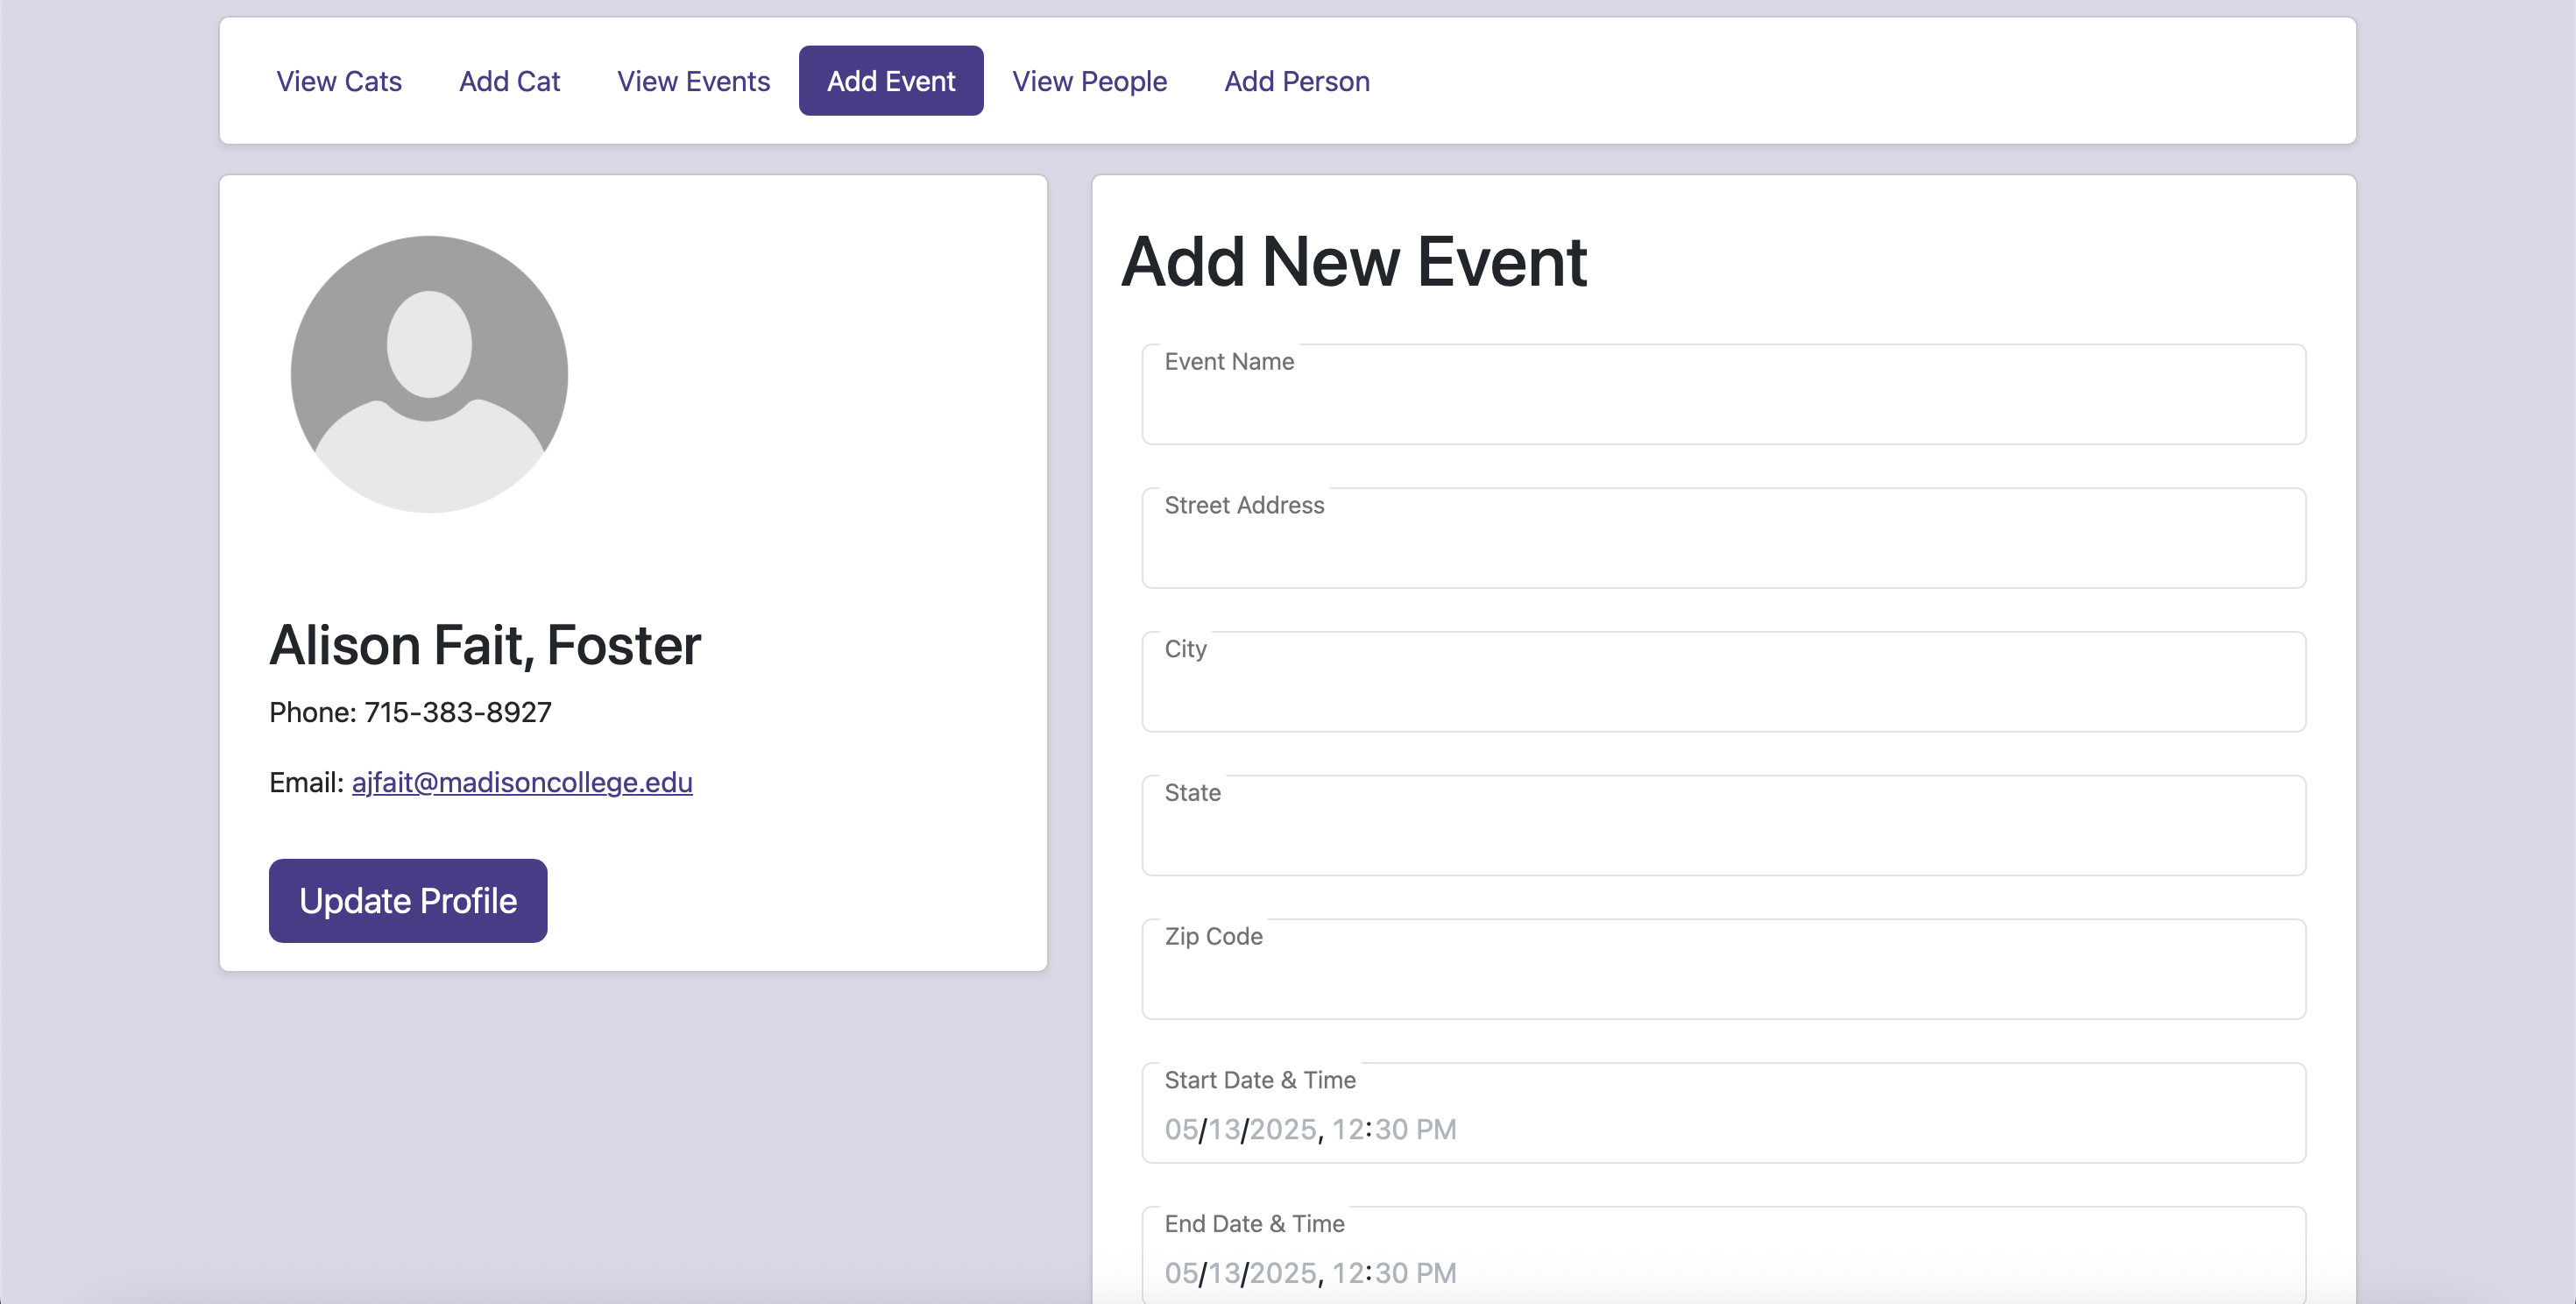 View Cats Add Cat View Events Add Event View People Add Person
Alison Fait, Foster
Phone: 715-383-8927
Email: ajfait@madisoncollege.edu
Update Profile
Add New Event
Event Name
Street Address
City
State
Zip Code
Start Date & Time
05/13/2025, 12:30 PM
End Date & Time
05/13/2025, 12:30 PM